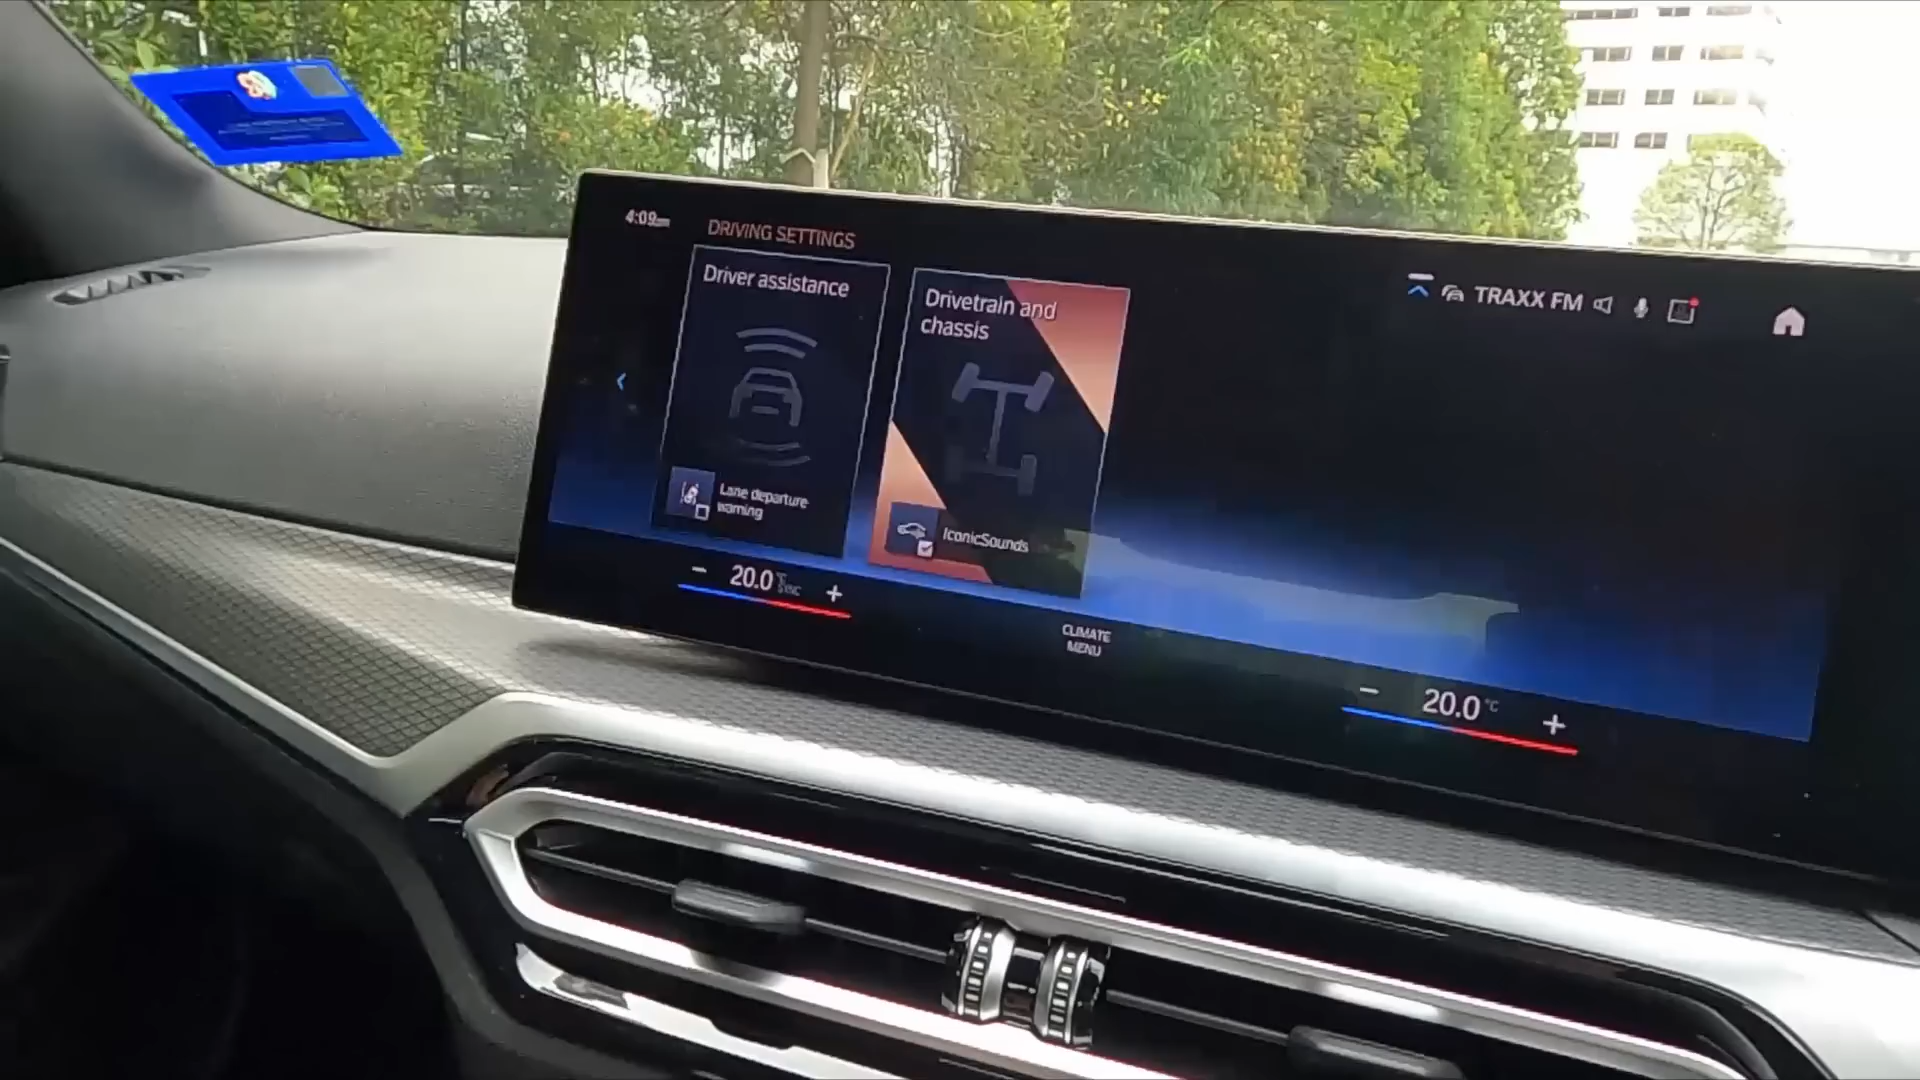 4:09
DRIVING SETTINGS
TRAXX FM
Driver assistance
Lane departure
warning
Drivetrain and
chassis
IconicSounds
- 20.0 °C +
SYNC
CLIMATE
MENU
- 20.0 °C +